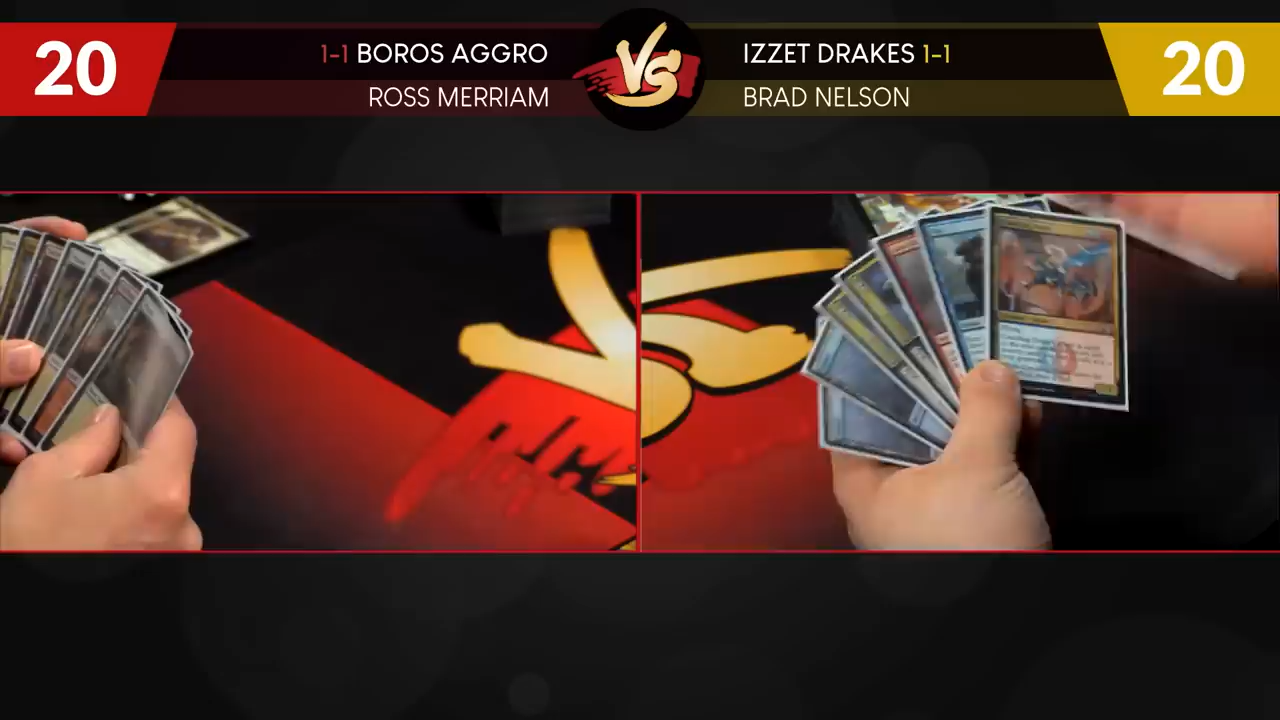 20
1-1 BOROS AGGRO
ROSS MERRIAM
VS
IZZET DRAKES 1-1
BRAD NELSON
20